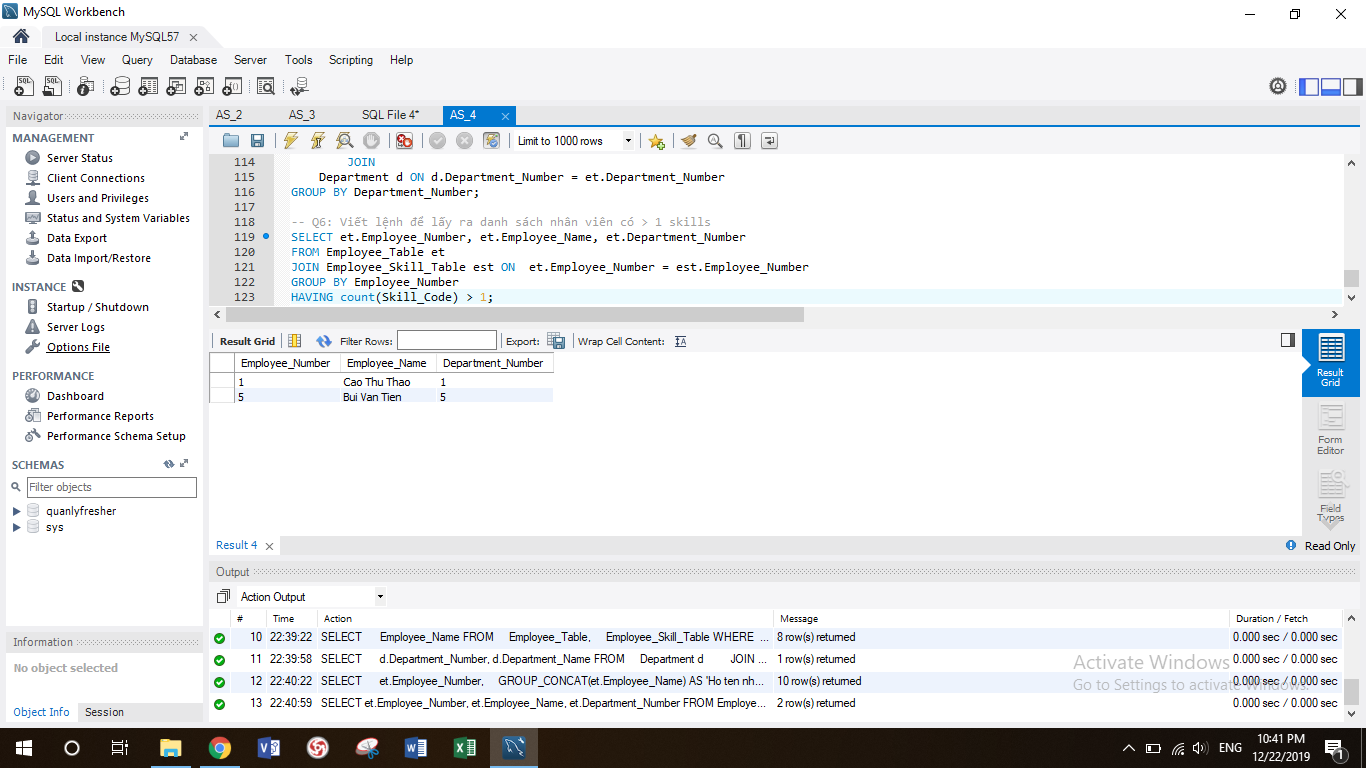 MySQL Workbench
Local instance MySQL57
File Edit View Query Database Server Tools Scripting Help
Navigator
MANAGEMENT
Server Status
Client Connections
Users and Privileges
Status and System Variables
Data Export
Data Import/Restore
INSTANCE
Startup / Shutdown
Server Logs
Options File
PERFORMANCE
Dashboard
Performance Reports
Performance Schema Setup
SCHEMAS
Filter objects
quanlyfresher
sys
Information
No object selected
Object Info Session
AS_2 AS_3 SQL File 4* AS_4
Limit to 1000 rows
114 JOIN
115 Department d ON d.Department_Number = et.Department_Number
116 GROUP BY Department_Number;
117
118 -- Q6: Viết lệnh để lấy ra danh sách nhân viên có > 1 skills
119 SELECT et.Employee_Number, et.Employee_Name, et.Department_Number
120 FROM Employee_Table et
121 JOIN Employee_Skill_Table est ON et.Employee_Number = est.Employee_Number
122 GROUP BY Employee_Number
123 HAVING count(Skill_Code) > 1;
Result Grid Filter Rows: Export: Wrap Cell Content:
Employee_Number Employee_Name Department_Number
1 Cao Thu Thao 1
5 Bui Van Tien 5
Result
Grid
Form
Editor
Field
Types
Result 4 Read Only
Output
Action Output
# Time Action Message Duration / Fetch
10 22:39:22 SELECT Employee_Name FROM Employee_Table, Employee_Skill_Table WHERE ... 8 row(s) returned 0.000 sec / 0.000 sec
11 22:39:58 SELECT d.Department_Number, d.Department_Name FROM Department d JOIN ... 1 row(s) returned 0.000 sec / 0.000 sec
12 22:40:22 SELECT et.Employee_Number, GROUP_CONCAT(et.Employee_Name) AS 'Ho ten nh... 10 row(s) returned 0.000 sec / 0.000 sec
13 22:40:59 SELECT et.Employee_Number, et.Employee_Name, et.Department_Number FROM Employe... 2 row(s) returned 0.000 sec / 0.000 sec
Activate Windows
Go to Settings to activate Windows.
ENG
10:41 PM
12/22/2019
1